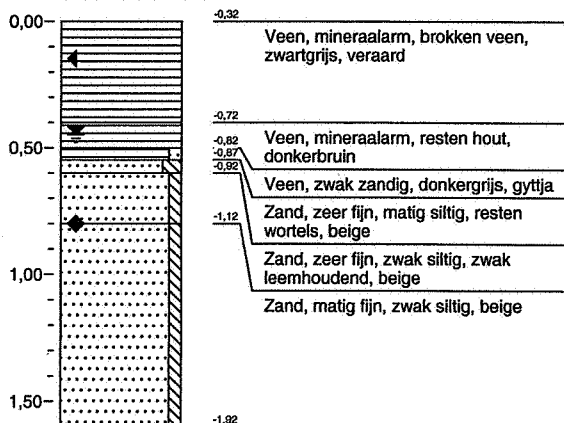 0,00
-0,32
Veen, mineraalarm, brokken veen,
zwartgrijs, veraard
-0,72
0,50
-0,82
Veen, mineraalarm, resten hout,
donkerbruin
-0,87
-0,92
Veen, zwak zandig, donkergrijs, gyttja
Zand, zeer fijn, matig siltig, resten
wortels, beige
-1,12
Zand, zeer fijn, zwak siltig, zwak
leemhoudend, beige
1,00
Zand, matig fijn, zwak siltig, beige
1,50
-1,92